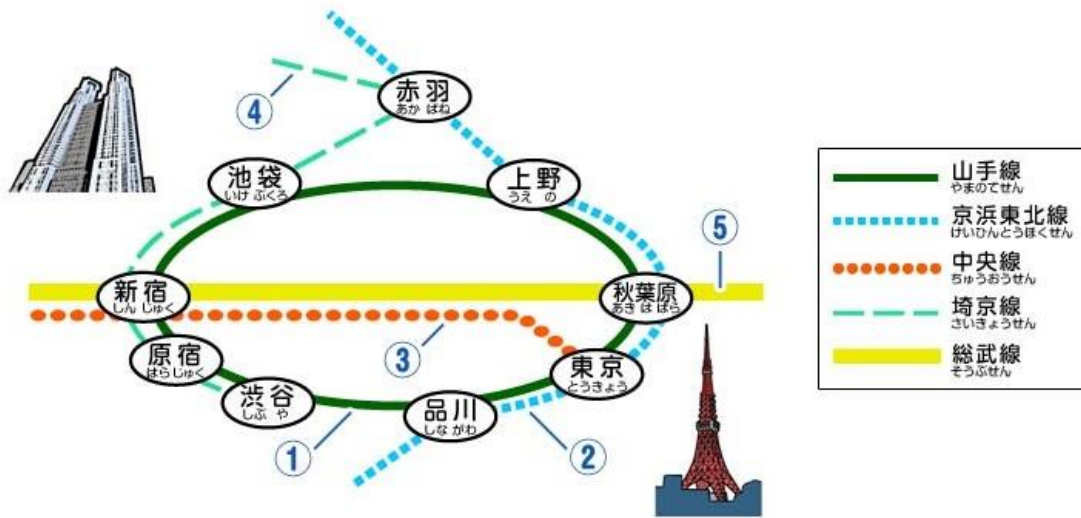 赤羽
あか ばね
④
池袋
いけ ぶくろ
上野
うえ の
⑤
新宿
しん じゅく
秋葉原
あき は ばら
原宿
はらじゅく
③
東京
とうきょう
渋谷
しぶ や
品川
しな がわ
①
②
山手線
やまのてせん
京浜東北線
けいひんとうほくせん
中央線
ちゅうおうせん
埼京線
さいきょうせん
総武線
そうぶせん